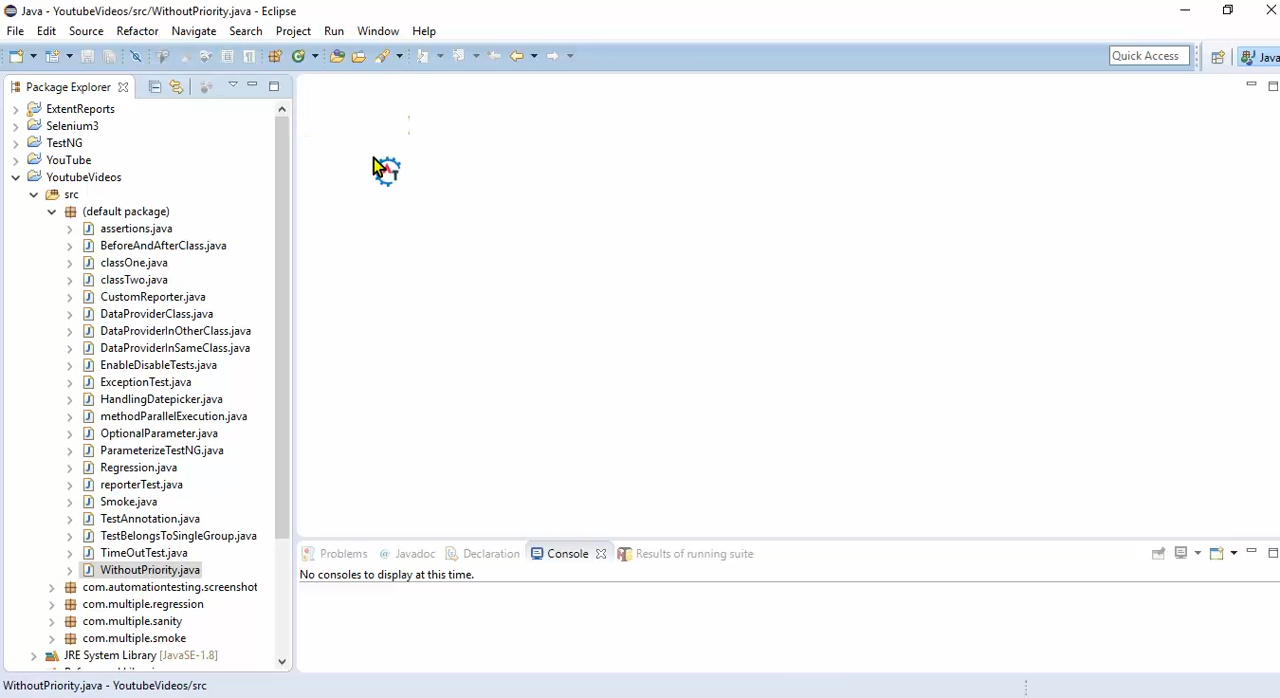 Java - YoutubeVideos/src/WithoutPriority.java - Eclipse
File Edit Source Refactor Navigate Search Project Run Window Help
Quick Access
Java
Package Explorer
ExtentReports
Selenium3
TestNG
YouTube
YoutubeVideos
src
(default package)
assertions.java
BeforeAndAfterClass.java
classOne.java
classTwo.java
CustomReporter.java
DataProviderClass.java
DataProviderInOtherClass.java
DataProviderInSameClass.java
EnableDisableTests.java
ExceptionTest.java
HandlingDatepicker.java
methodParallelExecution.java
OptionalParameter.java
ParameterizeTestNG.java
Regression.java
reporterTest.java
Smoke.java
TestAnnotation.java
TestBelongsToSingleGroup.java
TimeOutTest.java
WithoutPriority.java
com.automationtesting.screenshot
com.multiple.regression
com.multiple.sanity
com.multiple.smoke
JRE System Library [JavaSE-1.8]
Problems Javadoc Declaration Console Results of running suite
No consoles to display at this time.
WithoutPriority.java - YoutubeVideos/src